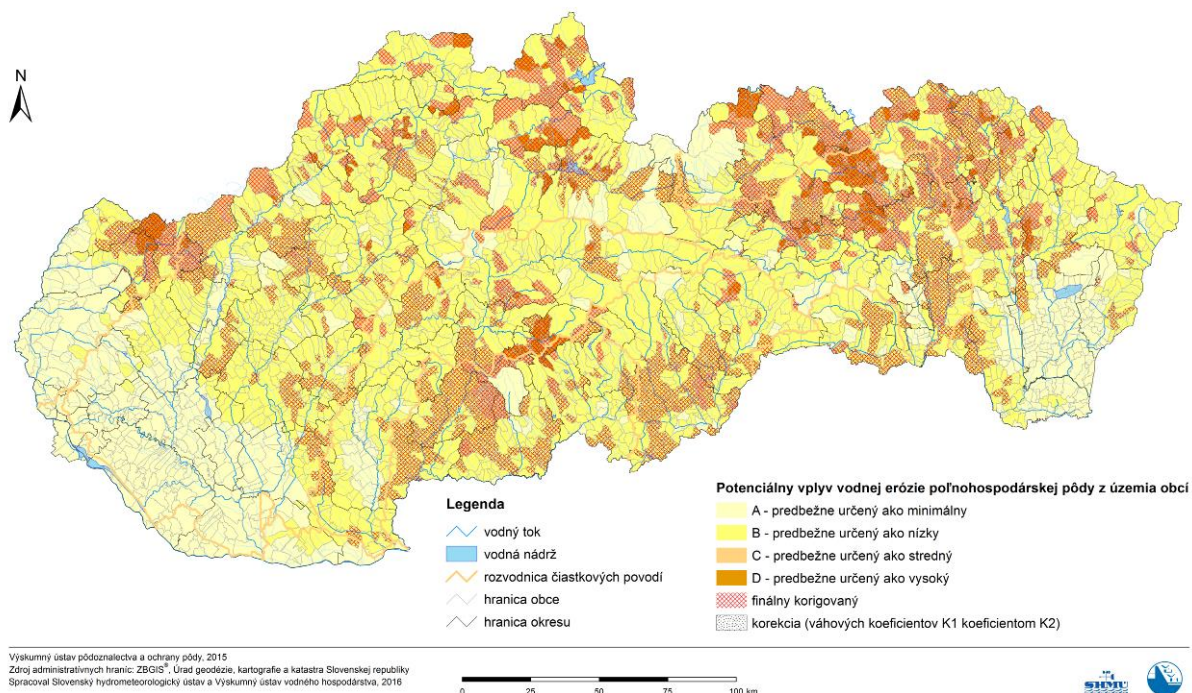 N
Legenda
vodný tok
vodná nádrž
rozvodnica čiastkových povodí
hranica obce
hranica okresu
Potenciálny vplyv vodnej erózie poľnohospodárskej pôdy z územia obcí
A - predbežne určený ako minimálny
B - predbežne určený ako nízky
C - predbežne určený ako stredný
D - predbežne určený ako vysoký
finálny korigovaný
korekcia (váhových koeficientov K1 koeficientom K2)
Výskumný ústav pôdoznalectva a ochrany pôdy, 2015
Zdroj administratívnych hraníc: ZBGIS®, Úrad geodézie, kartografie a katastra Slovenskej republiky
Spracoval Slovenský hydrometeorologický ústav a Výskumný ústav vodného hospodárstva, 2016
0 25 50 75 100 km
SHMÚ